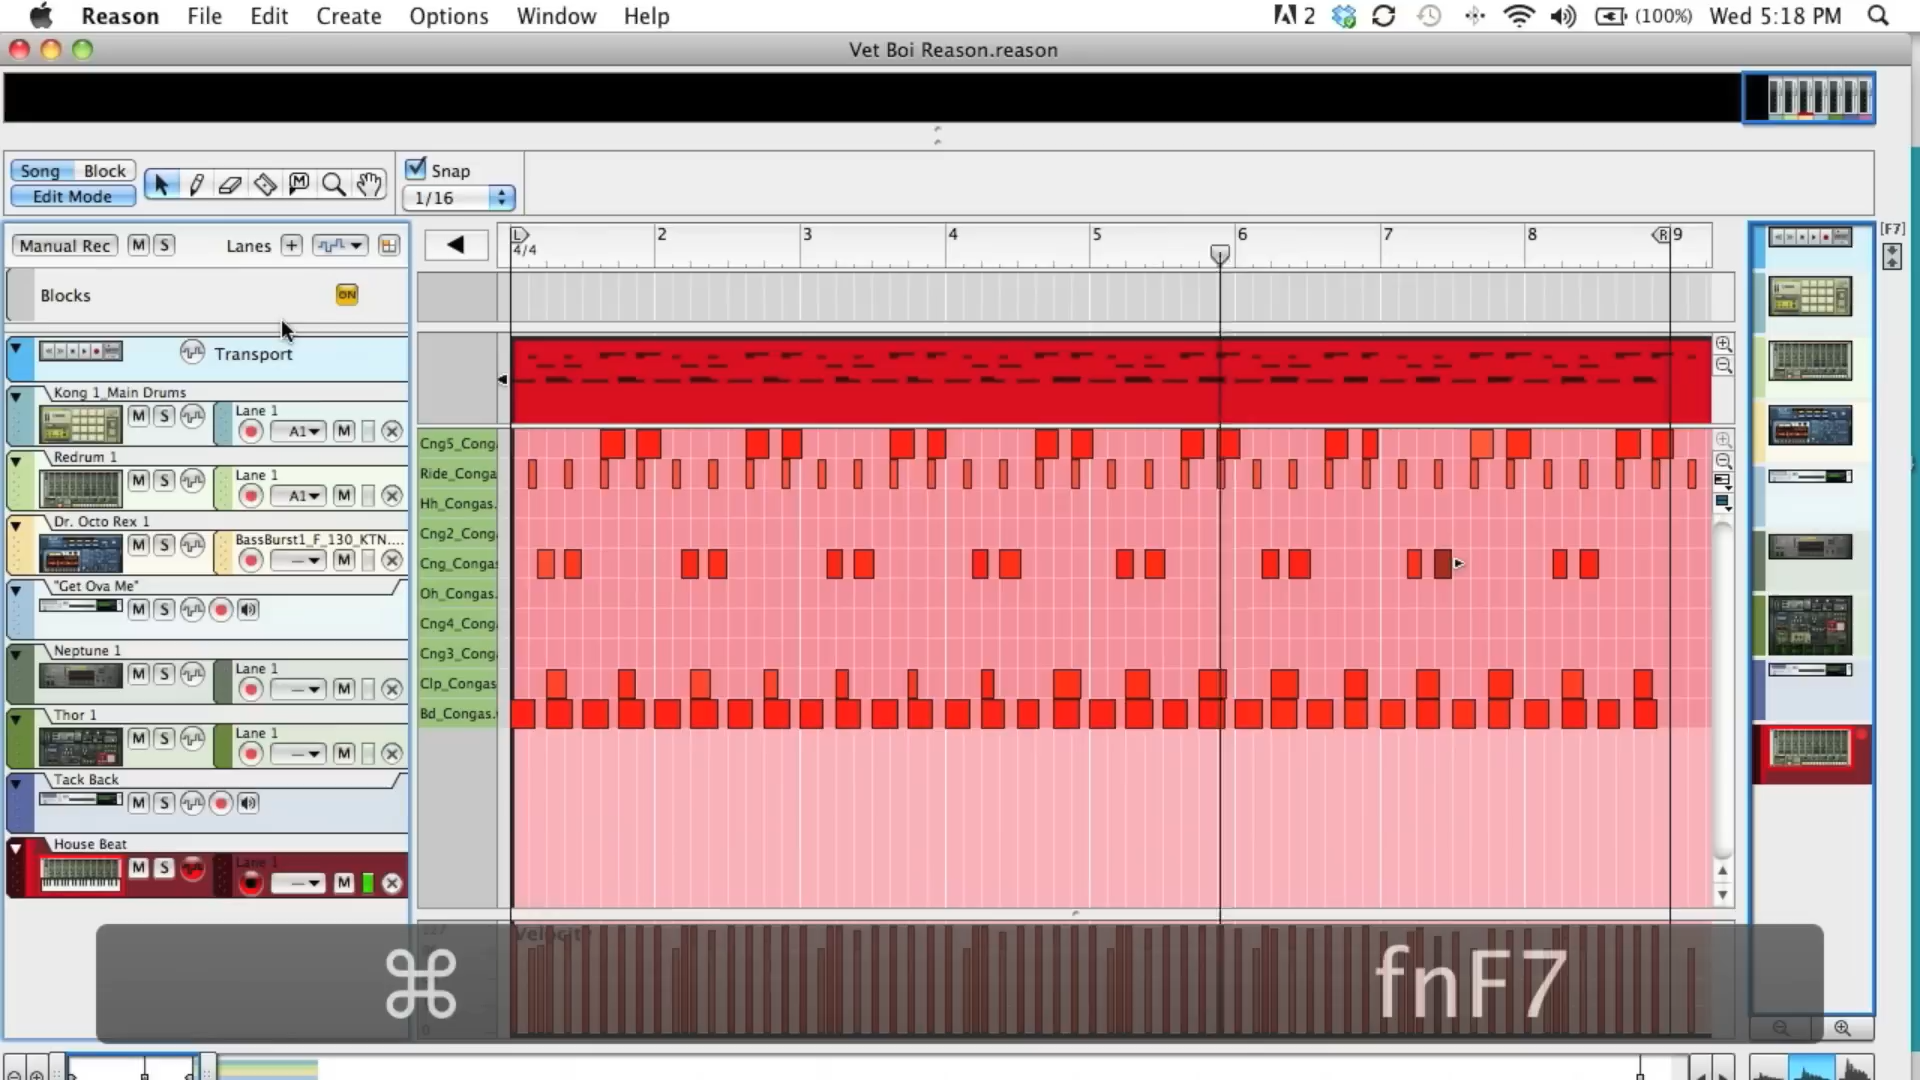 Reason File Edit Create Options Window Help
2 (100%) Wed 5:18 PM
Vet Boi Reason.reason
Song Block
Edit Mode
Snap
1/16
Manual Rec M S Lanes +
L 2 3 4 5 6 7 8 R 9
4/4
[F7]
Blocks ON
Transport
Kong 1_Main Drums
M S Lane 1
A1 M
Redrum 1
M S Lane 1
A1 M
Dr. Octo Rex 1
M S BassBurst1_F_130_KTN....
— M
"Get Ova Me"
M S
Neptune 1
M S Lane 1
— M
Thor 1
M S Lane 1
— M
Tack Back
M S
House Beat
M S Lane 1
— M
Cng5_Conga
Ride_Conga
Hh_Congas.
Cng2_Cong
Cng_Conga
Oh_Congas.
Cng4_Cong
Cng3_Cong
Clp_Congas
Bd_Congas.
Velocity
127
0
⌘ fnF7